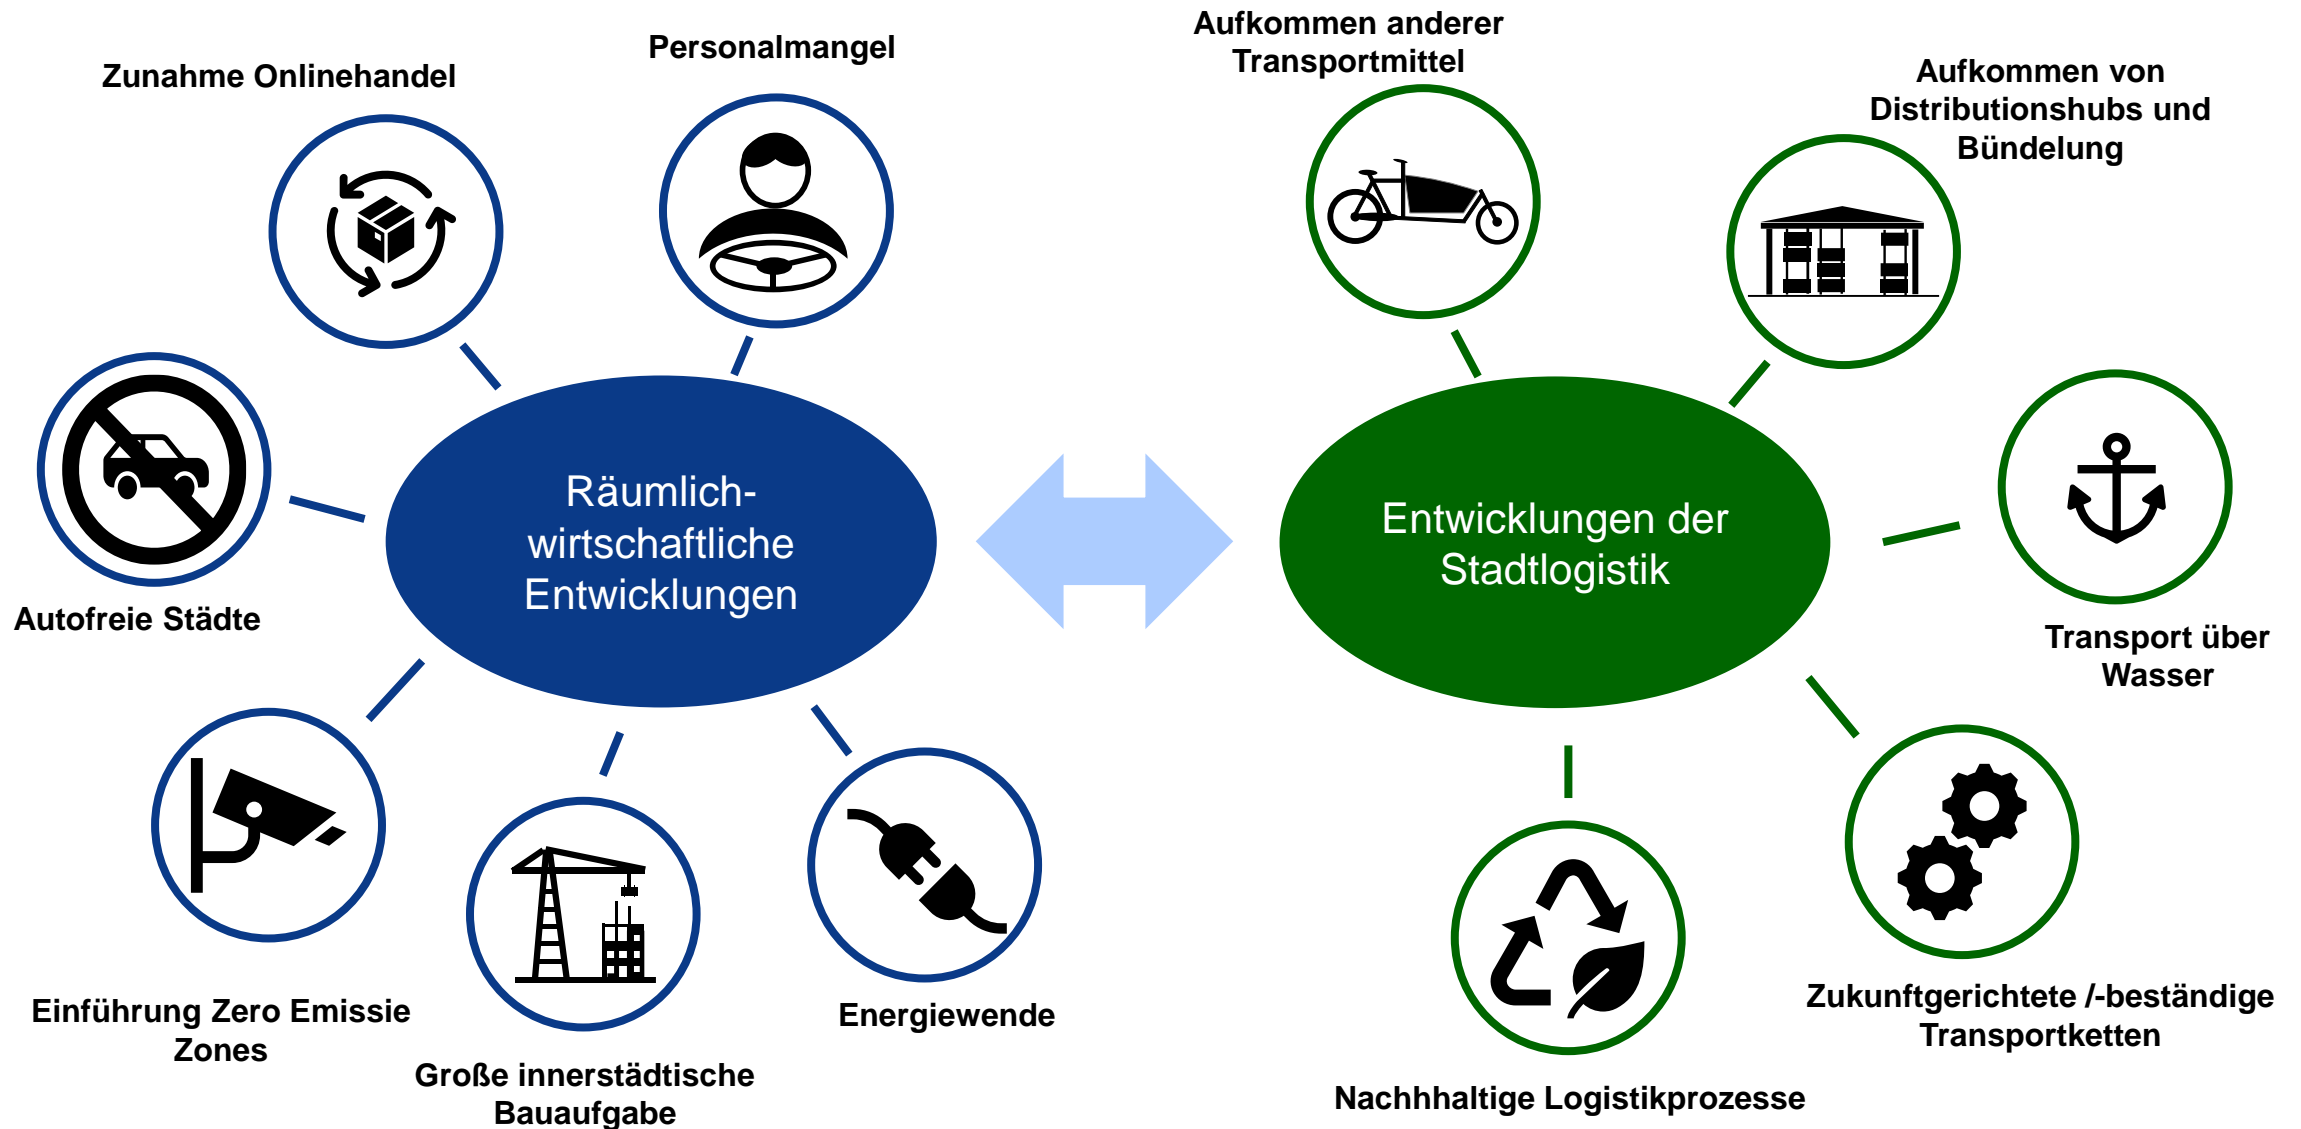 Personalmangel
Zunahme Onlinehandel
Autofreie Städte
Räumlich-
wirtschaftliche
Entwicklungen
Einführung Zero Emissie
Zones
Große innerstädtische
Bauaufgabe
Energiewende
Aufkommen anderer
Transportmittel
Aufkommen von
Distributionshubs und
Bündelung
Entwicklungen der
Stadtlogistik
Transport über
Wasser
Zukunftgerichtete /-beständige
Transportketten
Nachhhaltige Logistikprozesse